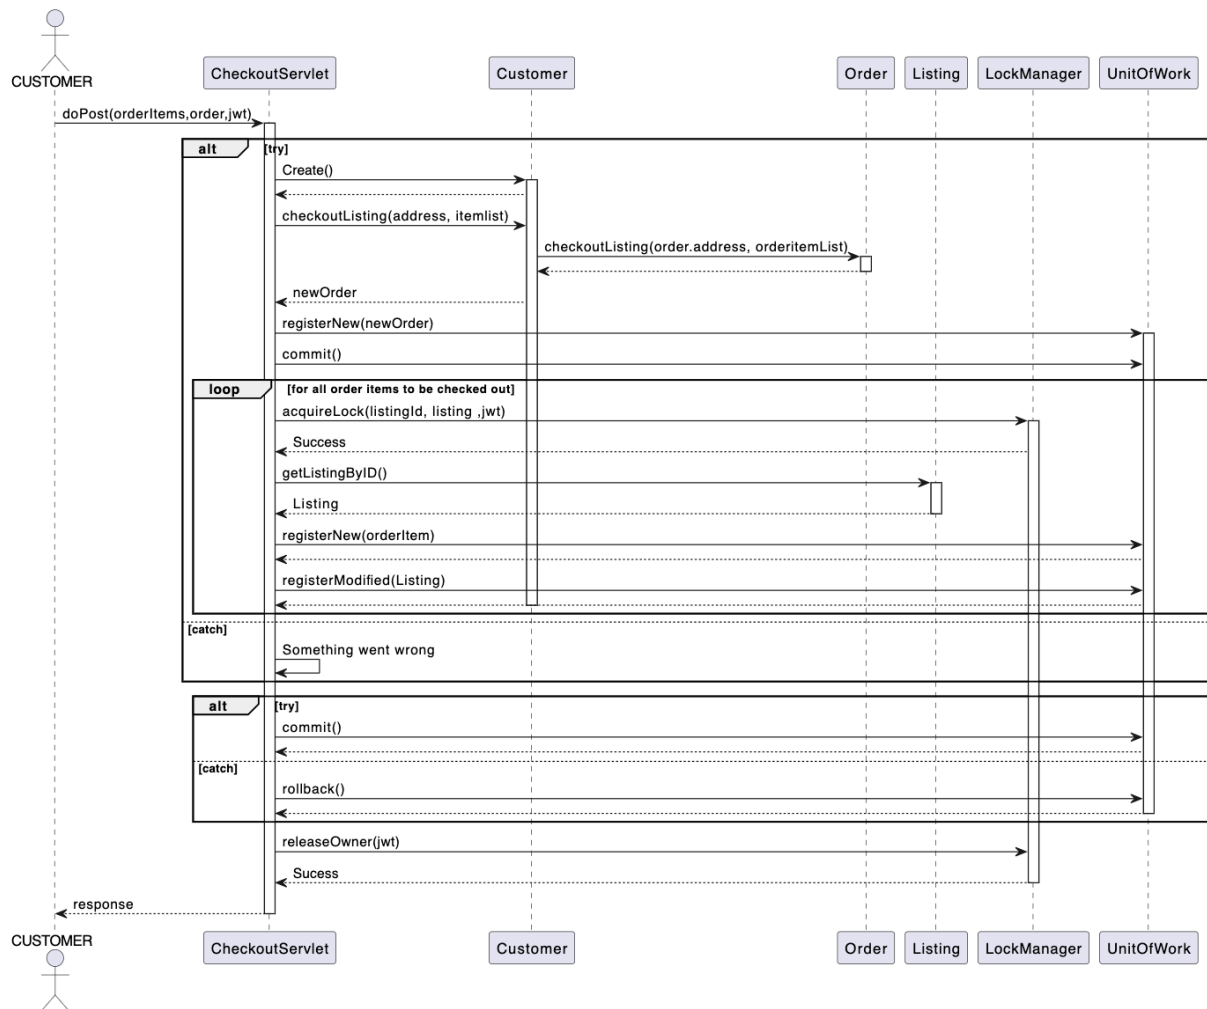 CUSTOMER
CheckoutServlet
Customer
Order
Listing
LockManager
UnitOfWork
doPost(orderItems,order,jwt)
alt
[try]
Create()
checkoutListing(address, itemlist)
checkoutListing(order.address, orderitemList)
newOrder
registerNew(newOrder)
commit()
loop
[for all order items to be checked out]
acquireLock(listingId, listing ,jwt)
Success
getListingByID()
Listing
registerNew(orderItem)
registerModified(Listing)
[catch]
Something went wrong
alt
[try]
commit()
[catch]
rollback()
releaseOwner(jwt)
Sucess
response
CUSTOMER
CheckoutServlet
Customer
Order
Listing
LockManager
UnitOfWork